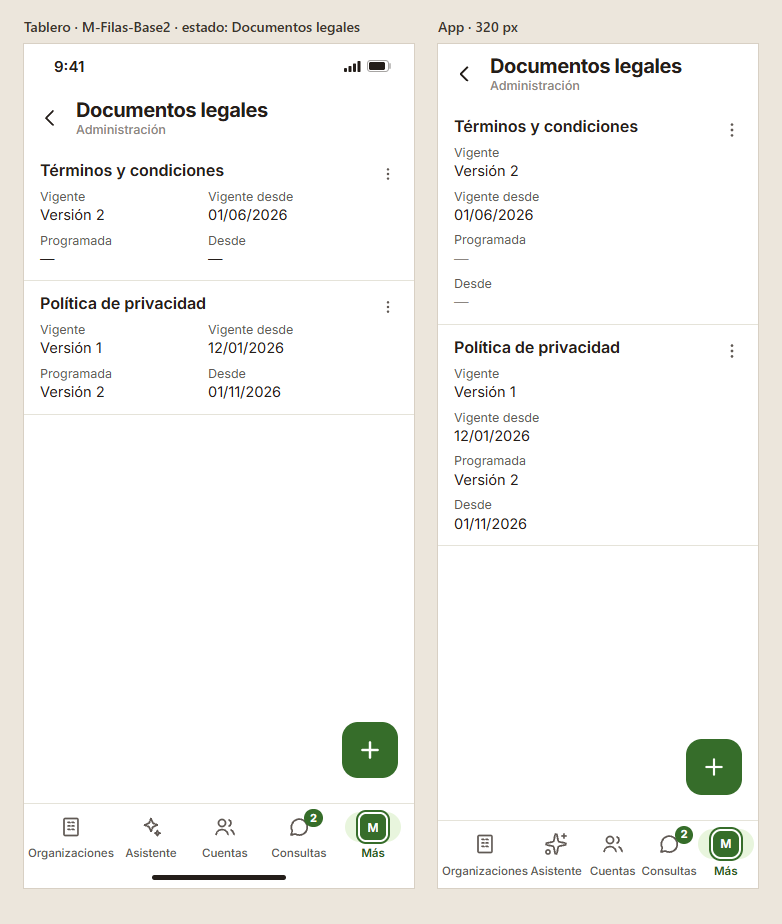 Tablero · M-Filas-Base2 · estado: Documentos legales
9:41
Documentos legales
Administración
Términos y condiciones
Vigente
Vigente desde
Versión 2
01/06/2026
Programada
Desde
—
—
Política de privacidad
Vigente
Vigente desde
Versión 1
12/01/2026
Programada
Desde
Versión 2
01/11/2026
Organizaciones
Asistente
Cuentas
2
Consultas
M
Más
App · 320 px
Documentos legales
Administración
Términos y condiciones
Vigente
Versión 2
Vigente desde
01/06/2026
Programada
—
Desde
—
Política de privacidad
Vigente
Versión 1
Vigente desde
12/01/2026
Programada
Versión 2
Desde
01/11/2026
Organizaciones
Asistente
Cuentas
2
Consultas
M
Más